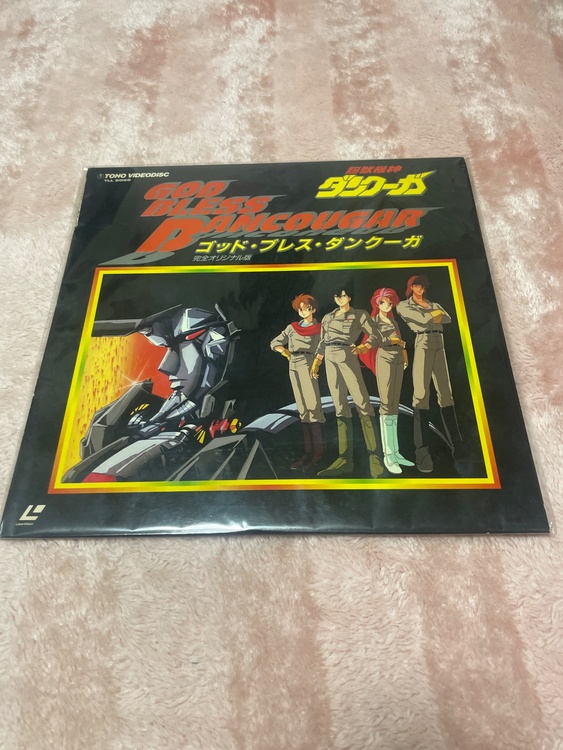 TOHO VIDEODISC
超獣機神
ダンクーガ
GOD
BLESS
DANCOUGAR
ゴッド・ブレス・ダンクーガ
完全オリジナル版